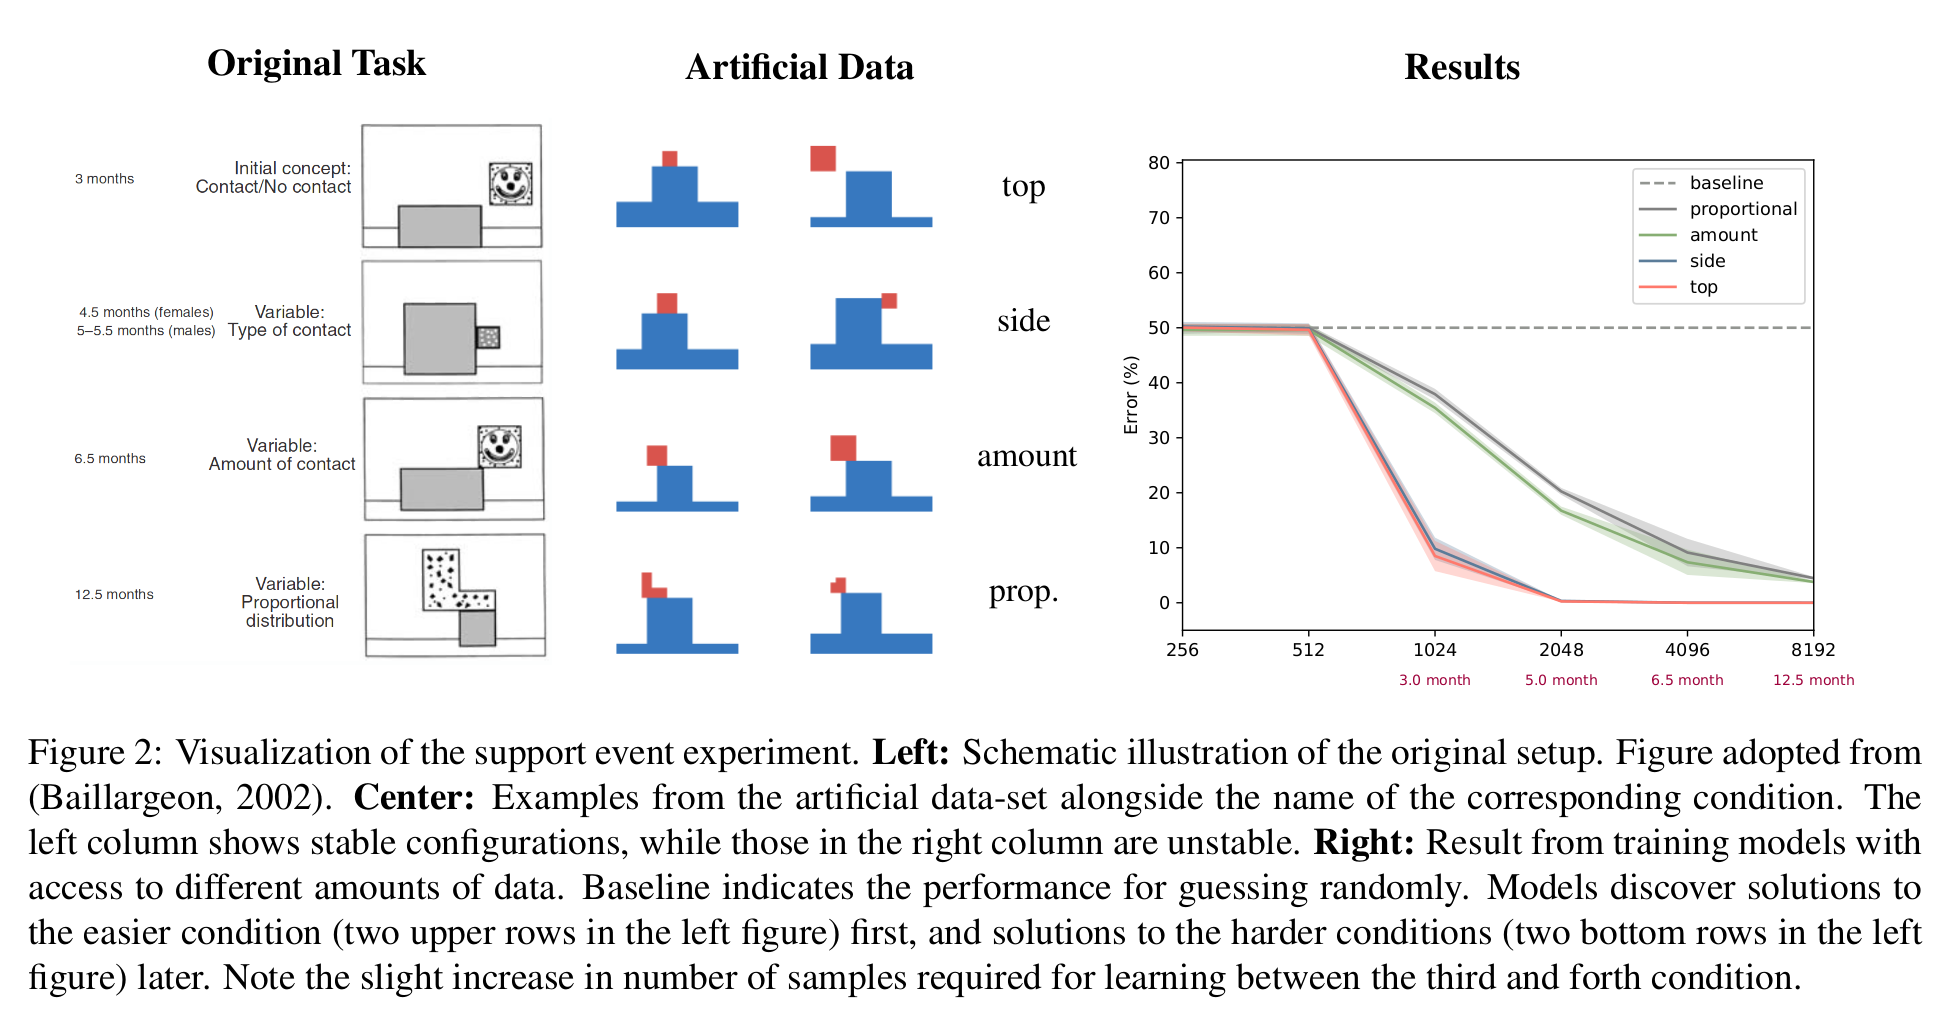 Original Task
Artificial Data
Results
3 months
Initial concept:
Contact/No contact
4.5 months (females)
5–5.5 months (males)
Variable:
Type of contact
6.5 months
Variable:
Amount of contact
12.5 months
Variable:
Proportional
distribution
top
side
amount
prop.
80
70
60
50
40
30
20
10
0
Error (%)
baseline
proportional
amount
side
top
256
512
1024
2048
4096
8192
3.0 month
5.0 month
6.5 month
12.5 month
Figure 2: Visualization of the support event experiment. Left: Schematic illustration of the original setup. Figure adopted from
(Baillargeon, 2002). Center: Examples from the artificial data-set alongside the name of the corresponding condition. The
left column shows stable configurations, while those in the right column are unstable. Right: Result from training models with
access to different amounts of data. Baseline indicates the performance for guessing randomly. Models discover solutions to
the easier condition (two upper rows in the left figure) first, and solutions to the harder conditions (two bottom rows in the left
figure) later. Note the slight increase in number of samples required for learning between the third and forth condition.